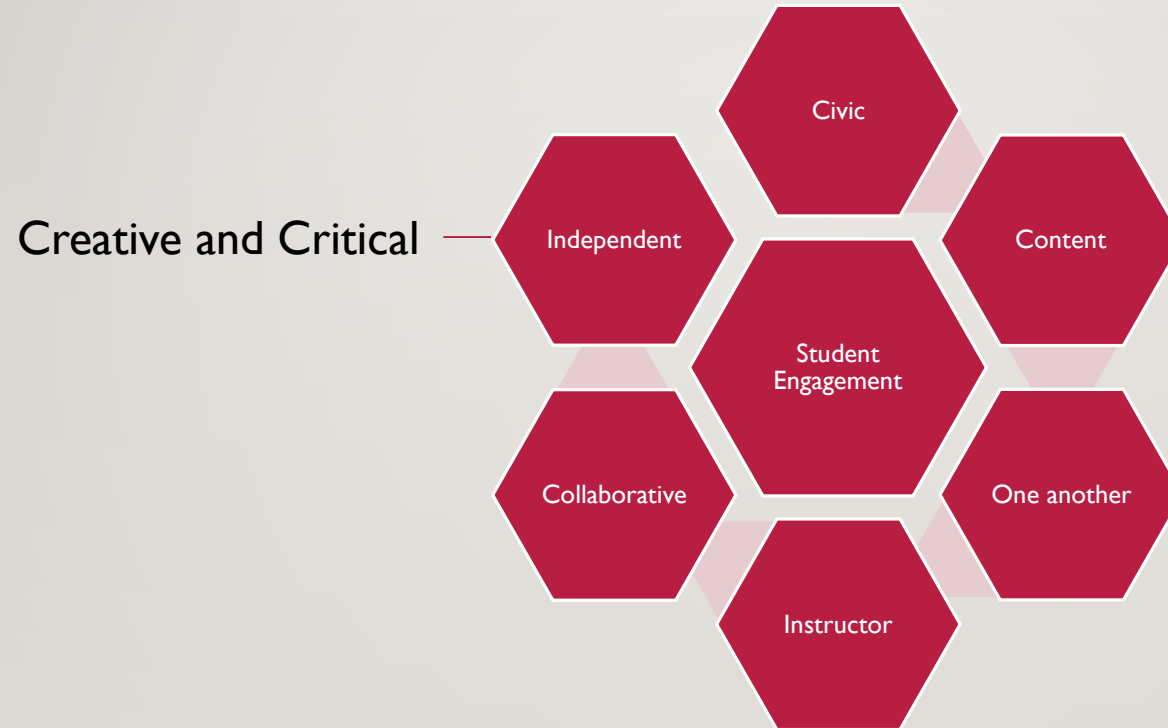 Civic
Creative and Critical
Independent
Content
Student
Engagement
Collaborative
One another
Instructor